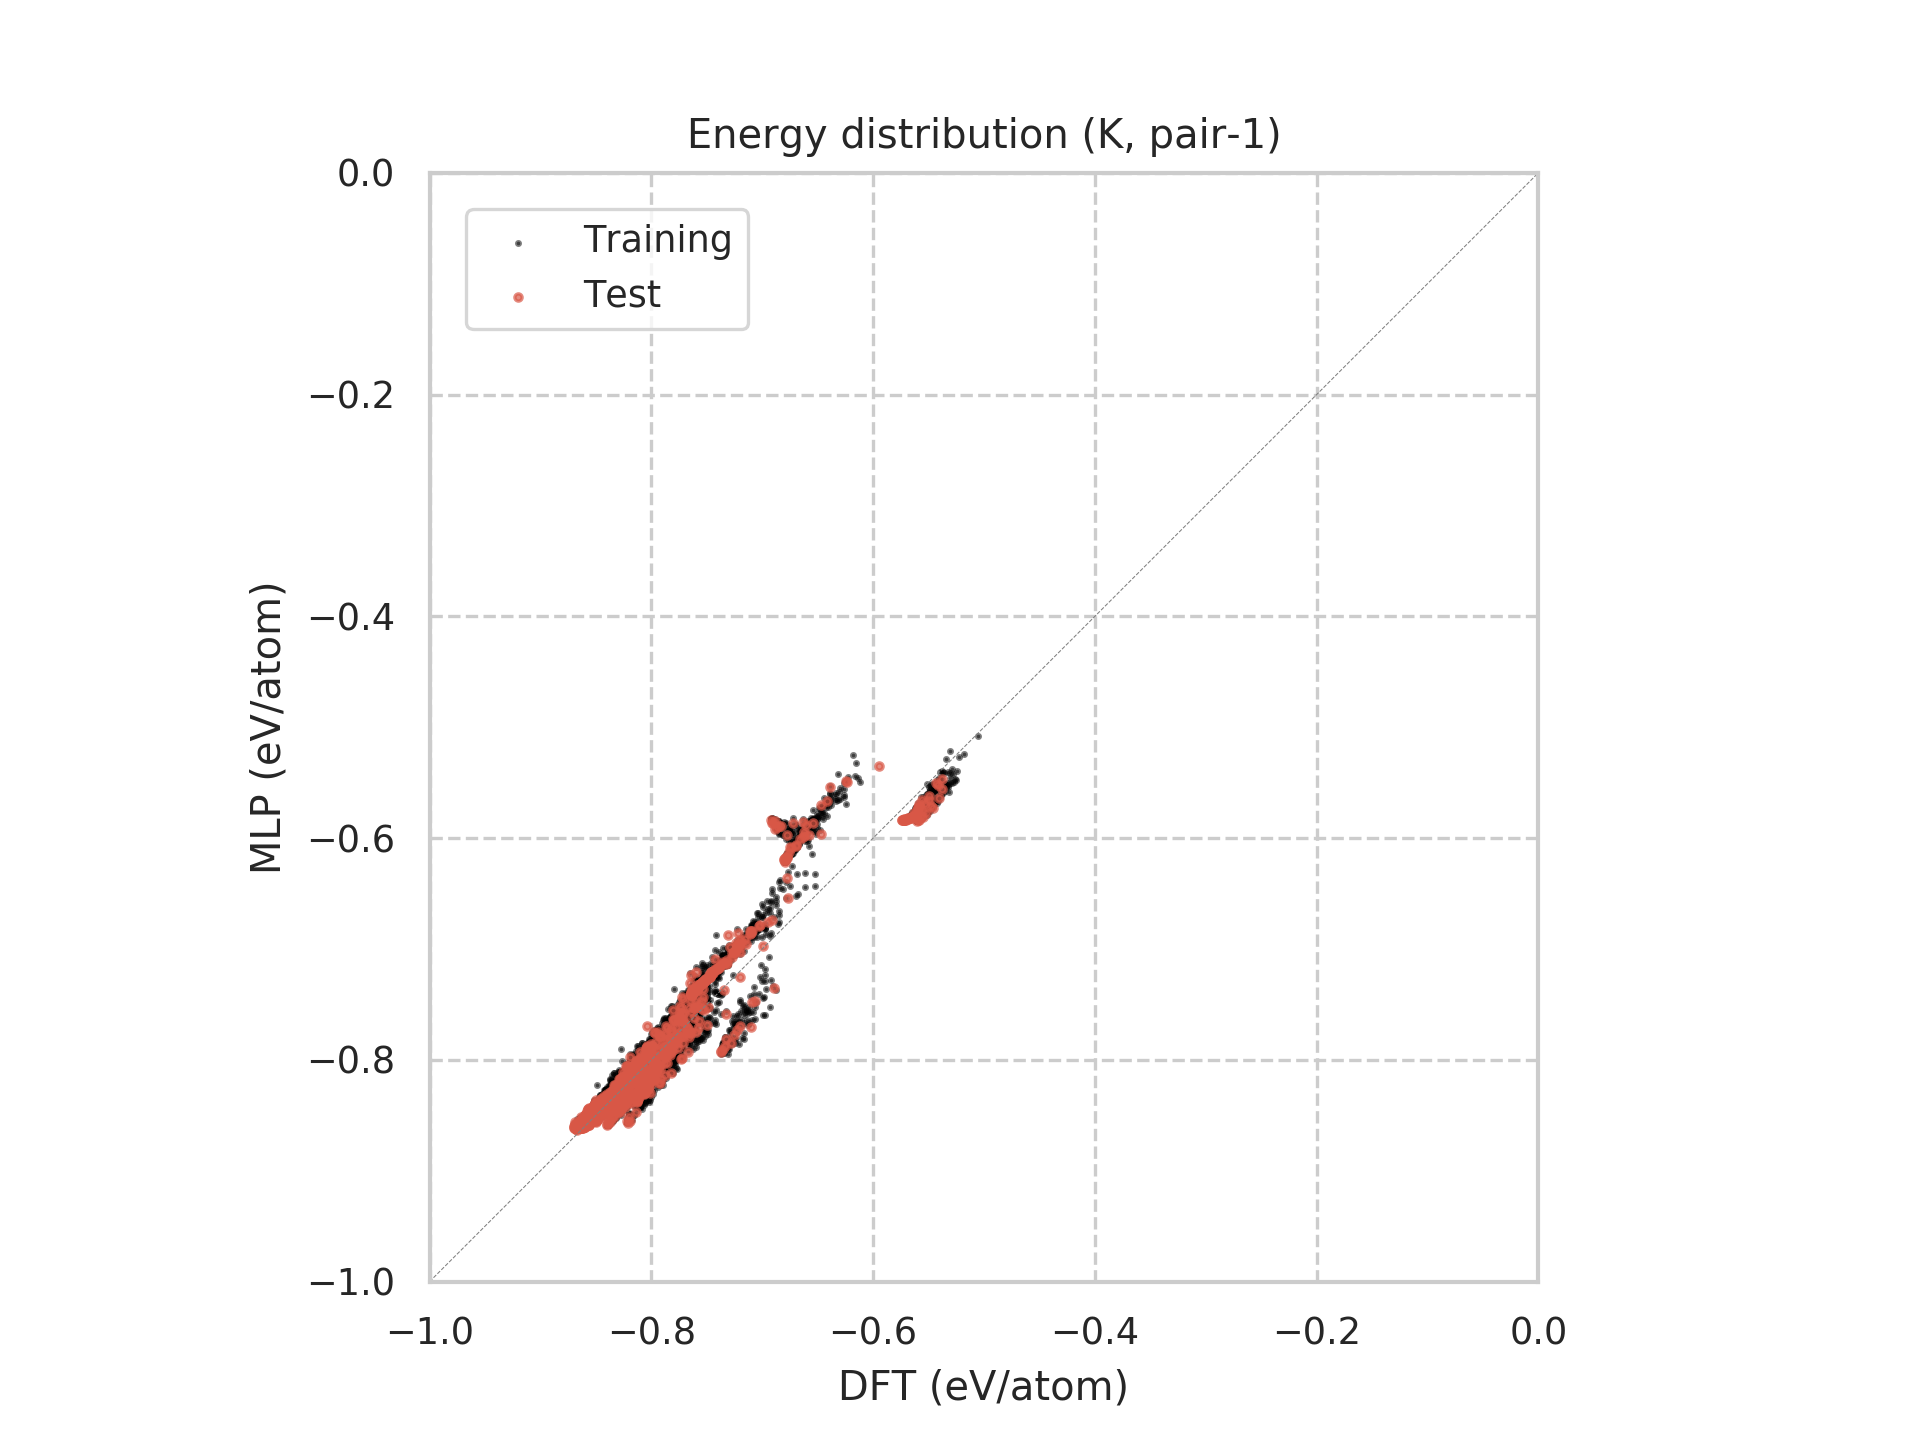 Energy distribution (K, pair-1)
0.0
Training
Test
−0.2
−0.4
−0.6
−0.8
−1.0
MLP (eV/atom)
−1.0 −0.8 −0.6 −0.4 −0.2 0.0
DFT (eV/atom)